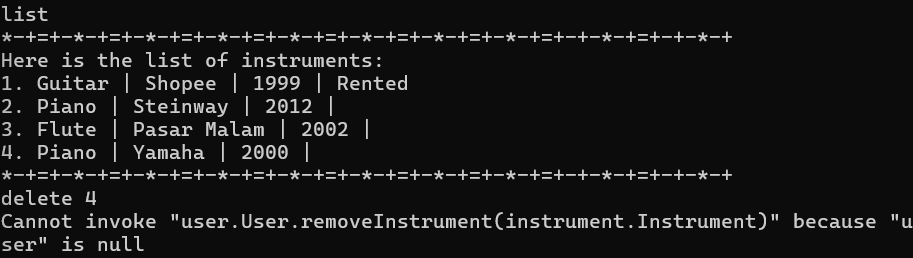 list
*-+=+-*-+-*-+=+-*-+=+-*-+=+-*-+=+-*-+=+-*-+-*-+=+-+-*-+=+-+-*-+
Here is the list of instruments:
1. Guitar | Shopee | 1999 | Rented
2. Piano | Steinway | 2012 |
3. Flute | Pasar Malam | 2002 |
4. Piano | Yamaha | 2000 |
*-+=+-*-+-*-+=+-*-+=+-*-+=+-*-+=+-*-+=+-*-+-*-+=+-+-*-+=+-+-*-+
delete 4
Cannot invoke "user.User.removeInstrument(instrument.Instrument)" because "u
ser" is null